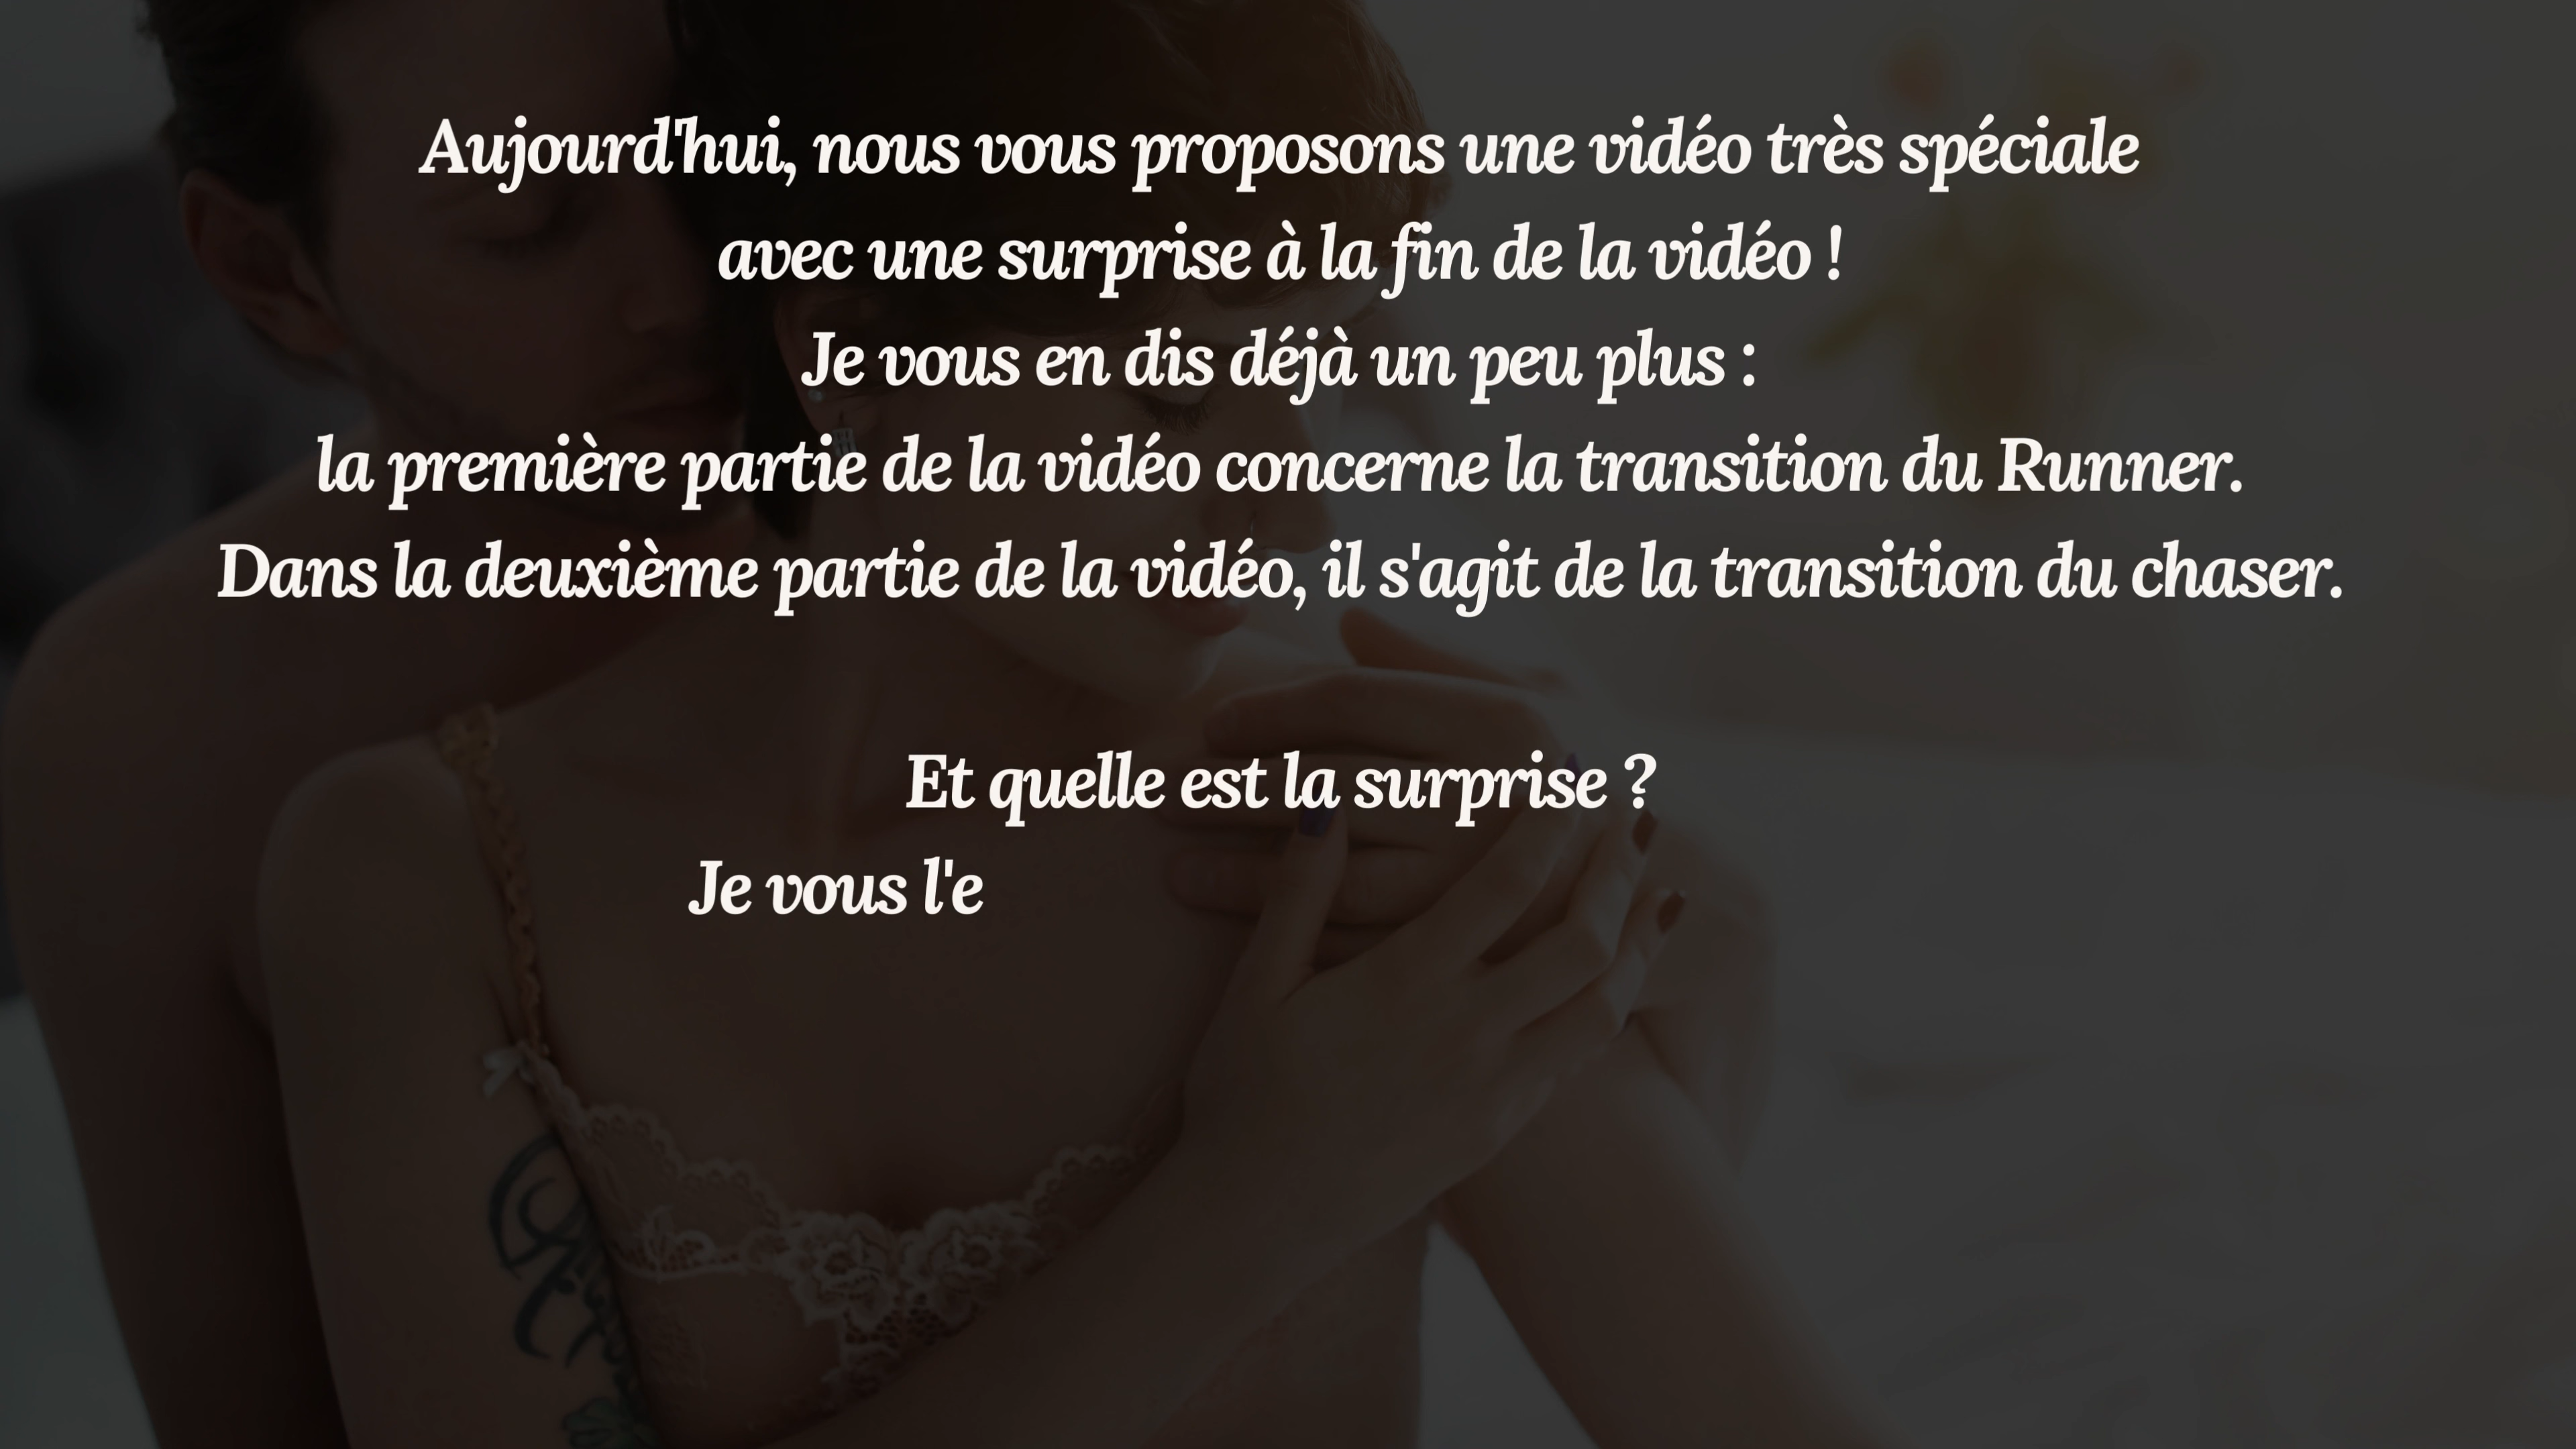 Aujourd'hui, nous vous proposons une vidéo très spéciale
avec une surprise à la fin de la vidéo !
Je vous en dis déjà un peu plus :
la première partie de la vidéo concerne la transition du Runner.
Dans la deuxième partie de la vidéo, il s'agit de la transition du chaser.
Et quelle est la surprise ?
Je vous l'e